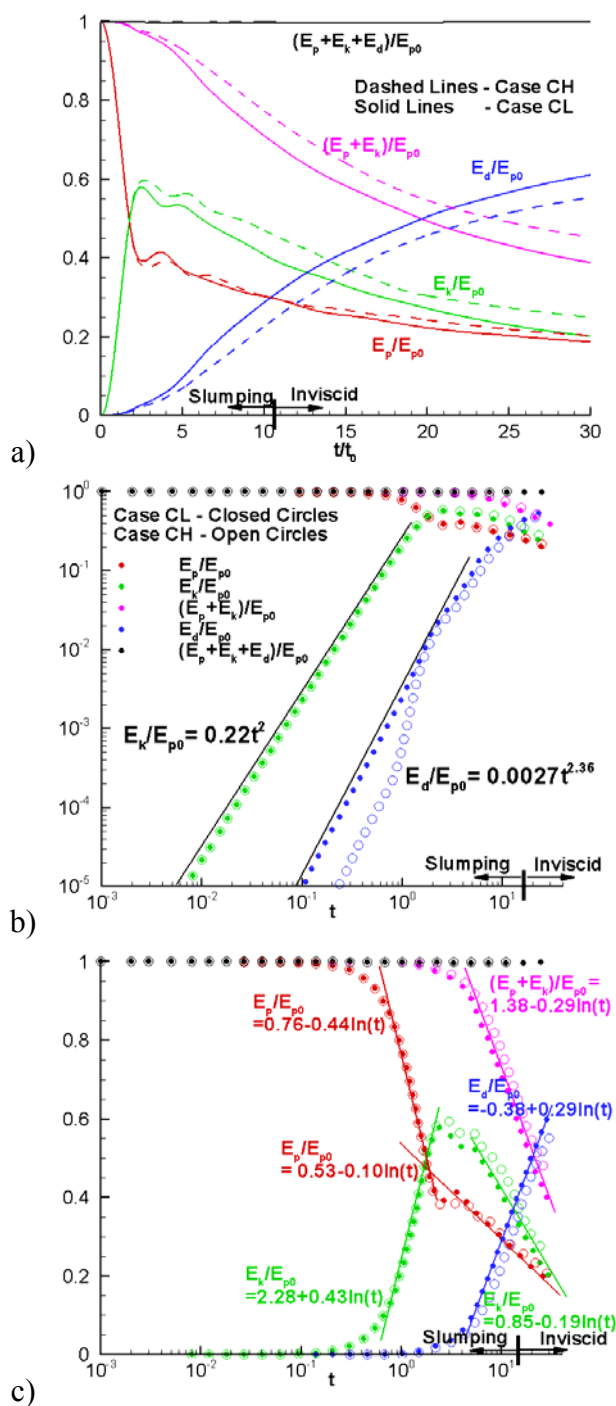 1
0.8
0.6
0.4
0.2
0
(Ep+Ek+Ed)/Ep0
Dashed Lines - Case CH
Solid Lines - Case CL
(Ep+Ek)/Ep0
Ed/Ep0
Ek/Ep0
Ep/Ep0
Slumping
Inviscid
0 5 10 15 20 25 30
t/t0
a)
10^0
10^-1
10^-2
10^-3
10^-4
10^-5
Case CL - Closed Circles
Case CH - Open Circles
Ep/Ep0
Ek/Ep0
(Ep+Ek)/Ep0
Ed/Ep0
(Ep+Ek+Ed)/Ep0
Ek/Ep0 = 0.22t^2
Ed/Ep0 = 0.0027t^2.36
Slumping
Inviscid
10^-3 10^-2 10^-1 10^0 10^1
t
b)
1
0.8
0.6
0.4
0.2
0
Ep/Ep0
=0.76-0.44ln(t)
(Ep+Ek)/Ep0=
1.38-0.29ln(t)
Ed/Ep0
=-0.38+0.29ln(t)
Ep/Ep0
= 0.53-0.10ln(t)
Ek/Ep0
=2.28+0.43ln(t)
Ek/Ep0
=0.85-0.19ln(t)
Slumping
Inviscid
10^-3 10^-2 10^-1 10^0 10^1
t
c)